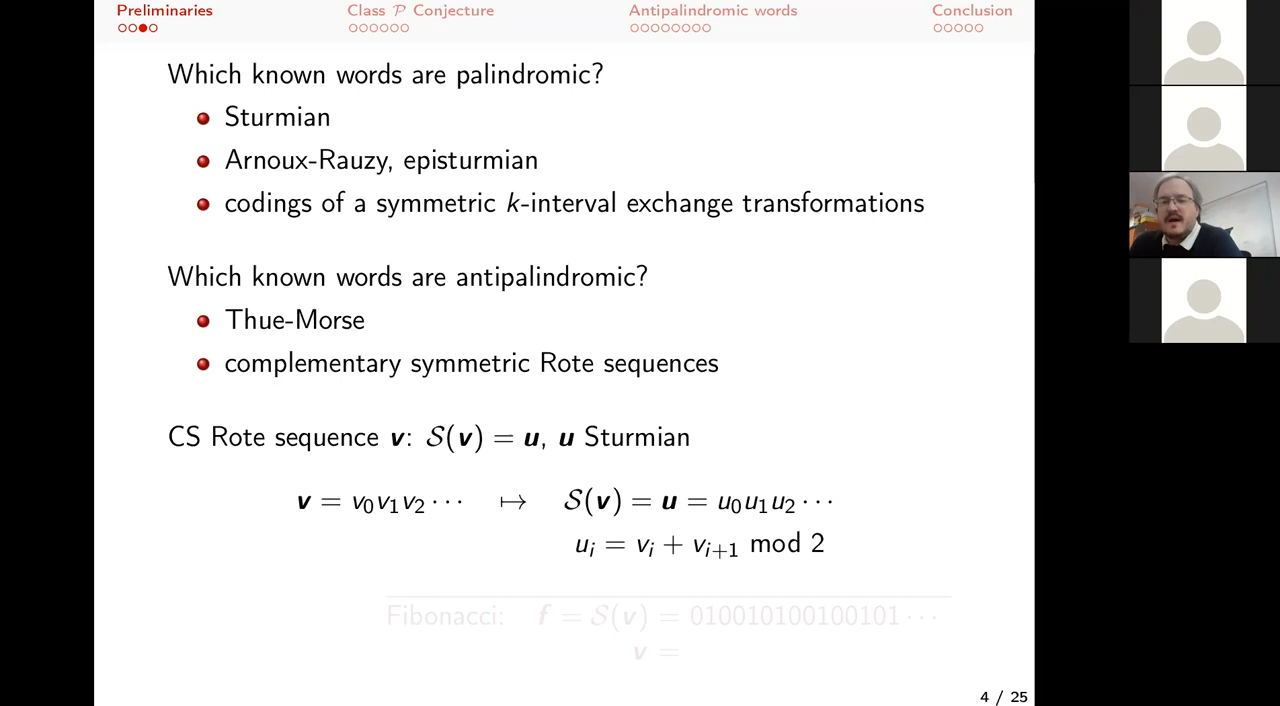 Preliminaries
Class 𝒫 Conjecture
Antipalindromic words
Conclusion
Which known words are palindromic?
Sturmian
Arnoux-Rauzy, episturmian
codings of a symmetric k-interval exchange transformations
Which known words are antipalindromic?
Thue-Morse
complementary symmetric Rote sequences
CS Rote sequence v: 𝒮(v) = u, u Sturmian
v = v₀v₁v₂ ⋯ ↦ 𝒮(v) = u = u₀u₁u₂ ⋯
uᵢ = vᵢ + vᵢ₊₁ mod 2
Fibonacci: f = 𝒮(v) = 010010100100101 ⋯
v =
4 / 25